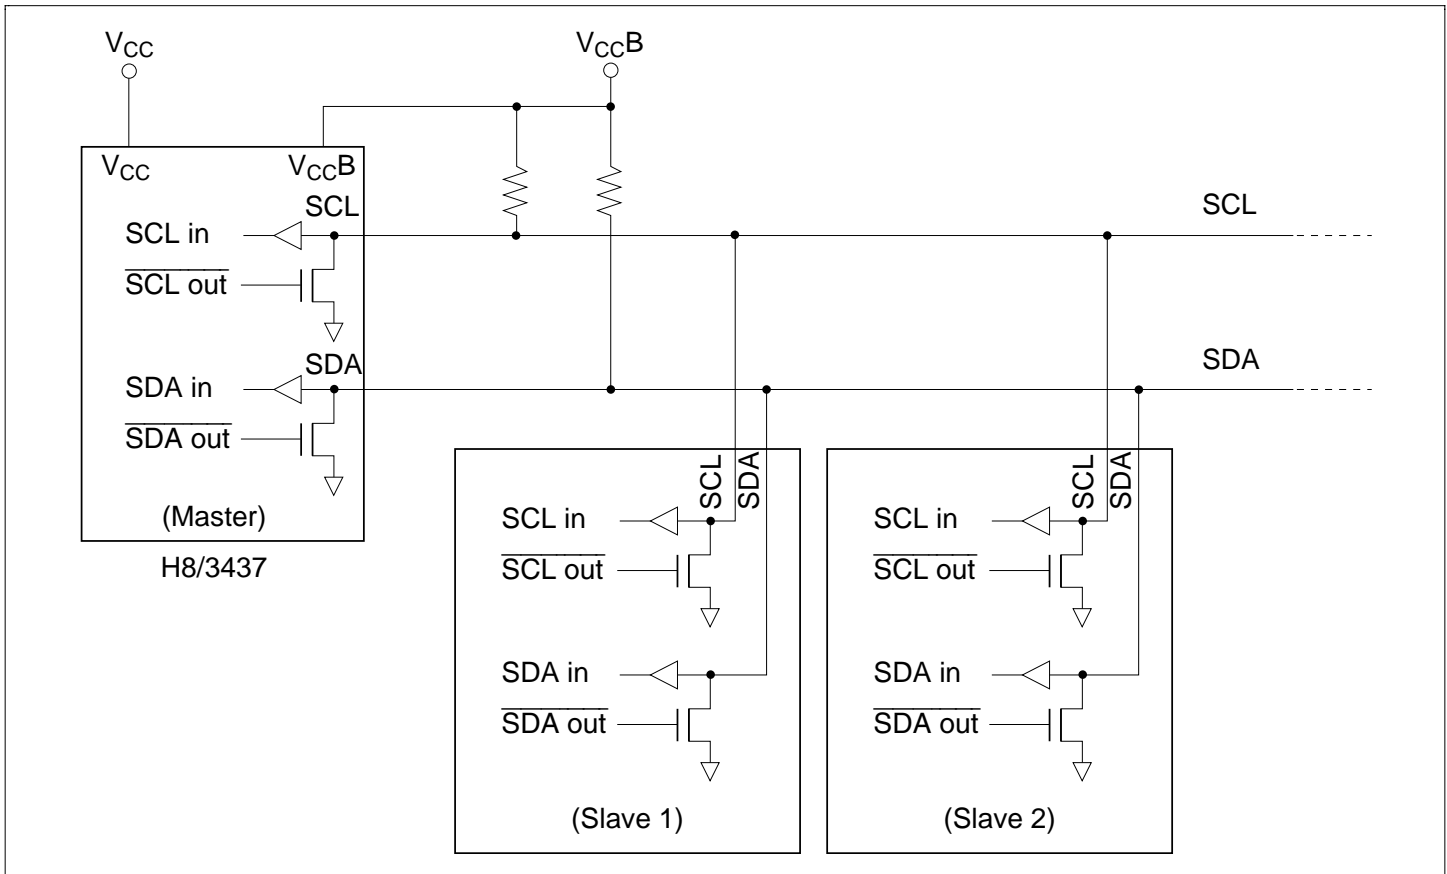 VCC
VCCB
VCC
VCCB
SCL
SCL in
SCL out
SDA
SDA in
SDA out
(Master)
H8/3437
SCL
SDA
SCL
SDA
SCL in
SCL out
SDA in
SDA out
(Slave 1)
SCL
SDA
SCL in
SCL out
SDA in
SDA out
(Slave 2)